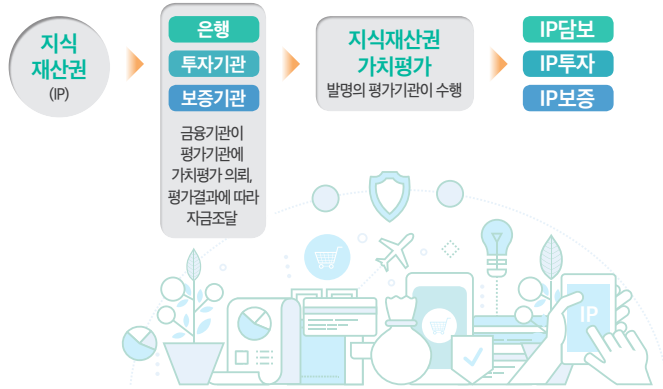 지식
재산권
(IP)
은행
투자기관
보증기관
금융기관이
평가기관에
가치평가 의뢰,
평가결과에 따라
자금조달
지식재산권
가치평가
발명의 평가기관이 수행
IP담보
IP투자
IP보증
IP